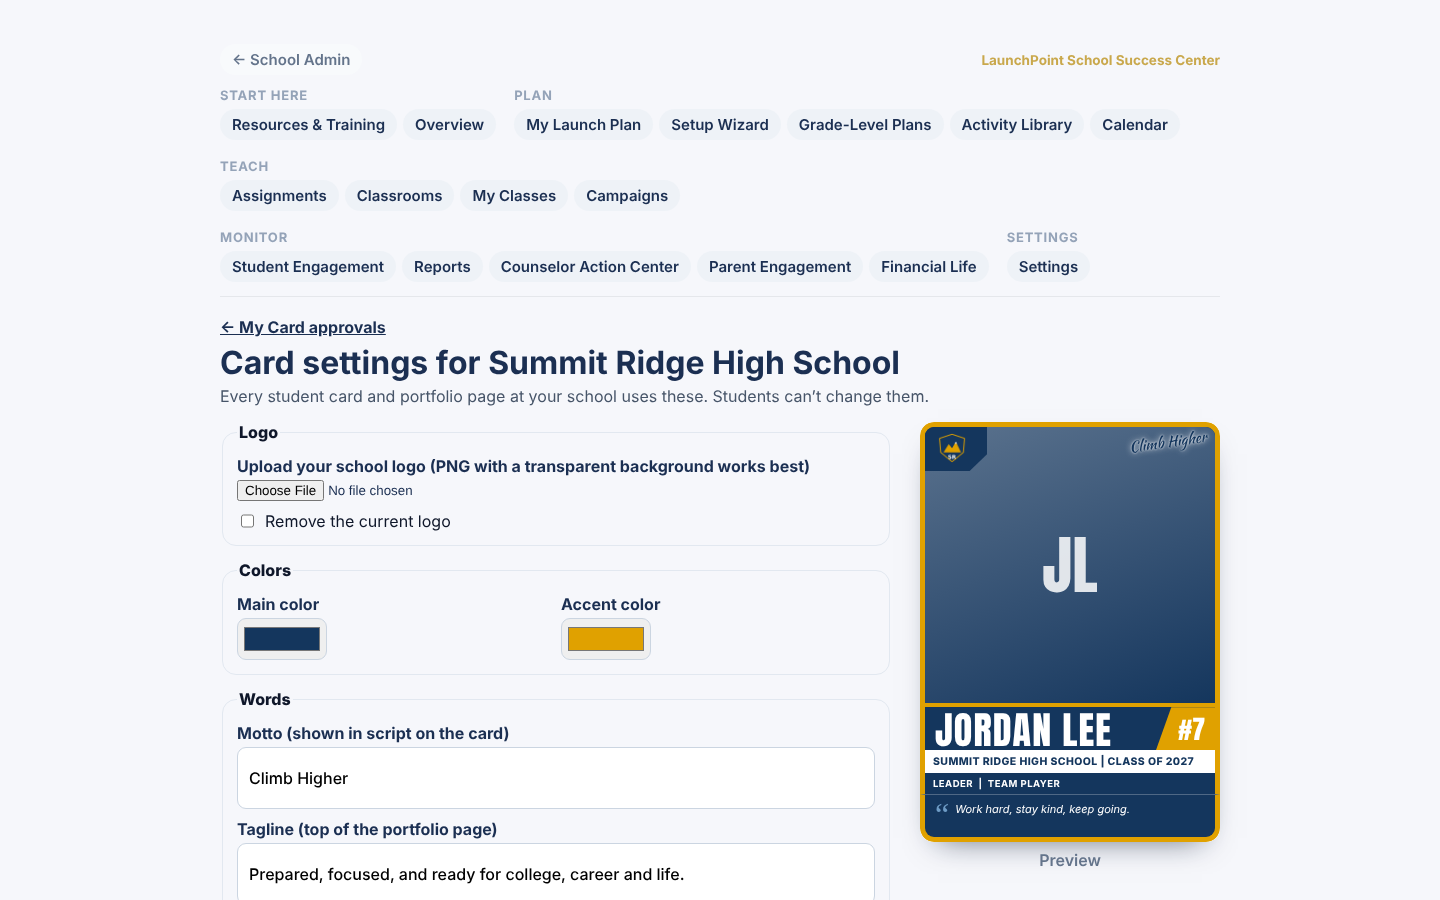 ← School Admin
LaunchPoint School Success Center
START HERE
Resources & Training
Overview
PLAN
My Launch Plan
Setup Wizard
Grade-Level Plans
Activity Library
Calendar
TEACH
Assignments
Classrooms
My Classes
Campaigns
MONITOR
Student Engagement
Reports
Counselor Action Center
Parent Engagement
Financial Life
SETTINGS
Settings
← My Card approvals
Card settings for Summit Ridge High School
Every student card and portfolio page at your school uses these. Students can’t change them.
Logo
Upload your school logo (PNG with a transparent background works best)
Choose File No file chosen
Remove the current logo
Colors
Main color
Accent color
Words
Motto (shown in script on the card)
Climb Higher
Tagline (top of the portfolio page)
Prepared, focused, and ready for college, career and life.
Climb Higher
JL
JORDAN LEE
#7
SUMMIT RIDGE HIGH SCHOOL | CLASS OF 2027
LEADER | TEAM PLAYER
“ Work hard, stay kind, keep going.
Preview